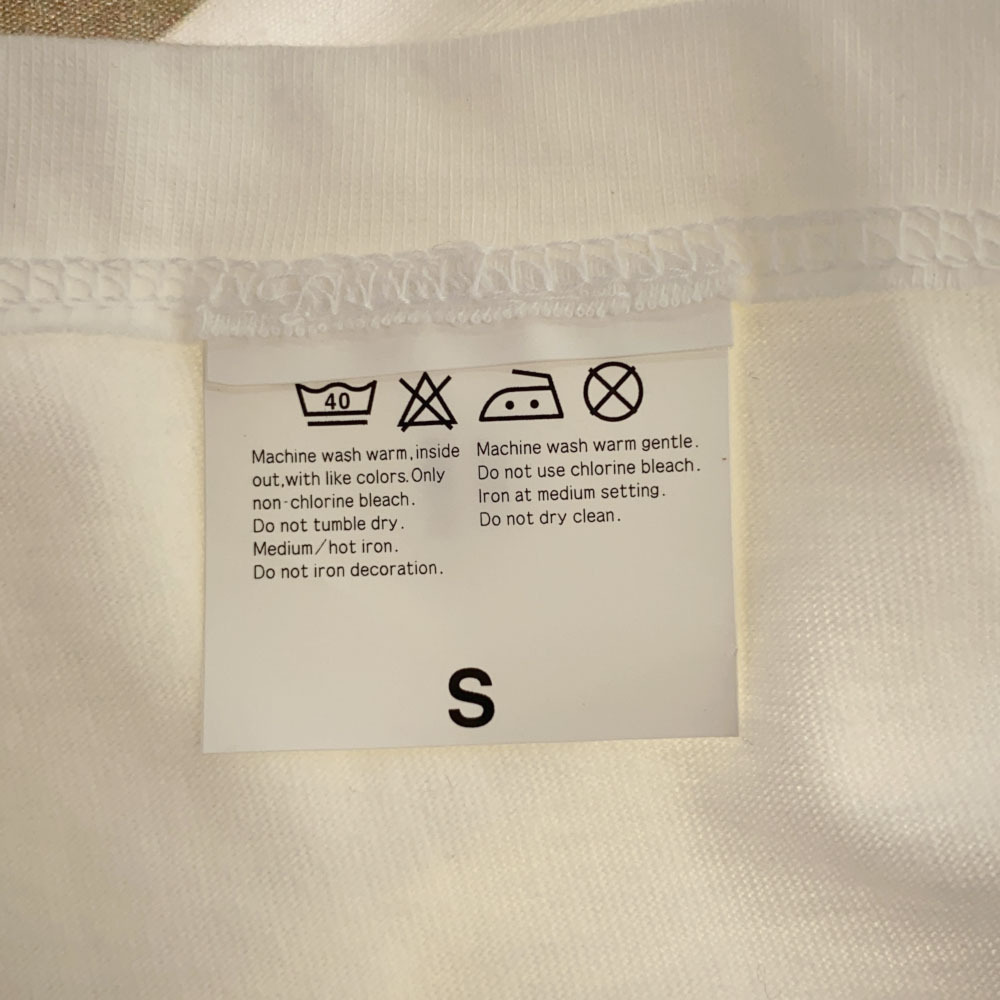 40
Machine wash warm,inside
out,with like colors.Only
non-chlorine bleach.
Do not tumble dry.
Medium/hot iron.
Do not iron decoration.
Machine wash warm gentle.
Do not use chlorine bleach.
Iron at medium setting.
Do not dry clean.
S